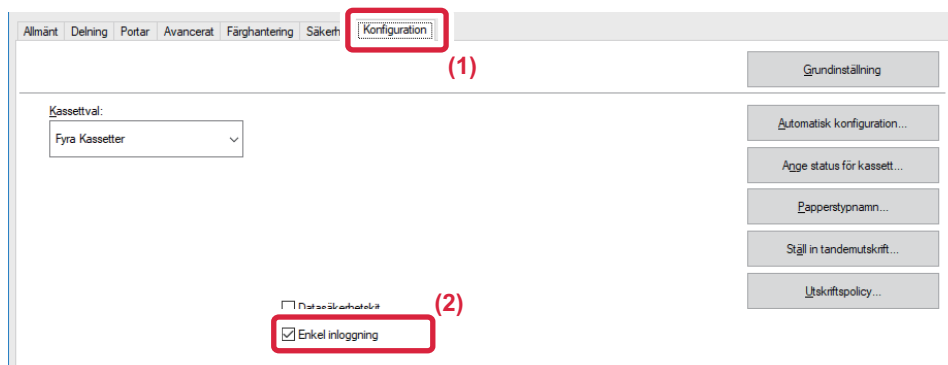 Allmänt Delning Portar Avancerat Färghantering Säkerh Konfiguration
(1)
Grundinställning
Kassettval:
Fyra Kassetter
Automatisk konfiguration...
Ange status för kassett...
Papperstypnamn...
Ställ in tandemutskrift...
Utskriftspolicy...
Datasäkerhetskit
(2)
Enkel inloggning